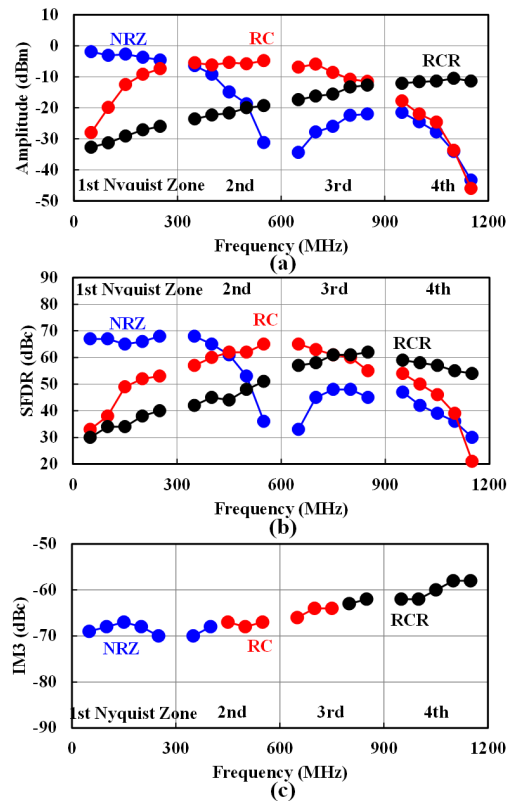 (a)
Amplitude (dBm)
10
0
-10
-20
-30
-40
-50
NRZ
RC
RCR
1st Nyquist Zone
2nd
3rd
4th
0
300
600
900
1200
Frequency (MHz)
(b)
SFDR (dBc)
90
80
70
60
50
40
30
20
1st Nyquist Zone
2nd
3rd
4th
NRZ
RC
RCR
0
300
600
900
1200
Frequency (MHz)
(c)
IM3 (dBc)
-50
-60
-70
-80
-90
NRZ
RC
RCR
1st Nyquist Zone
2nd
3rd
4th
0
300
600
900
1200
Frequency (MHz)